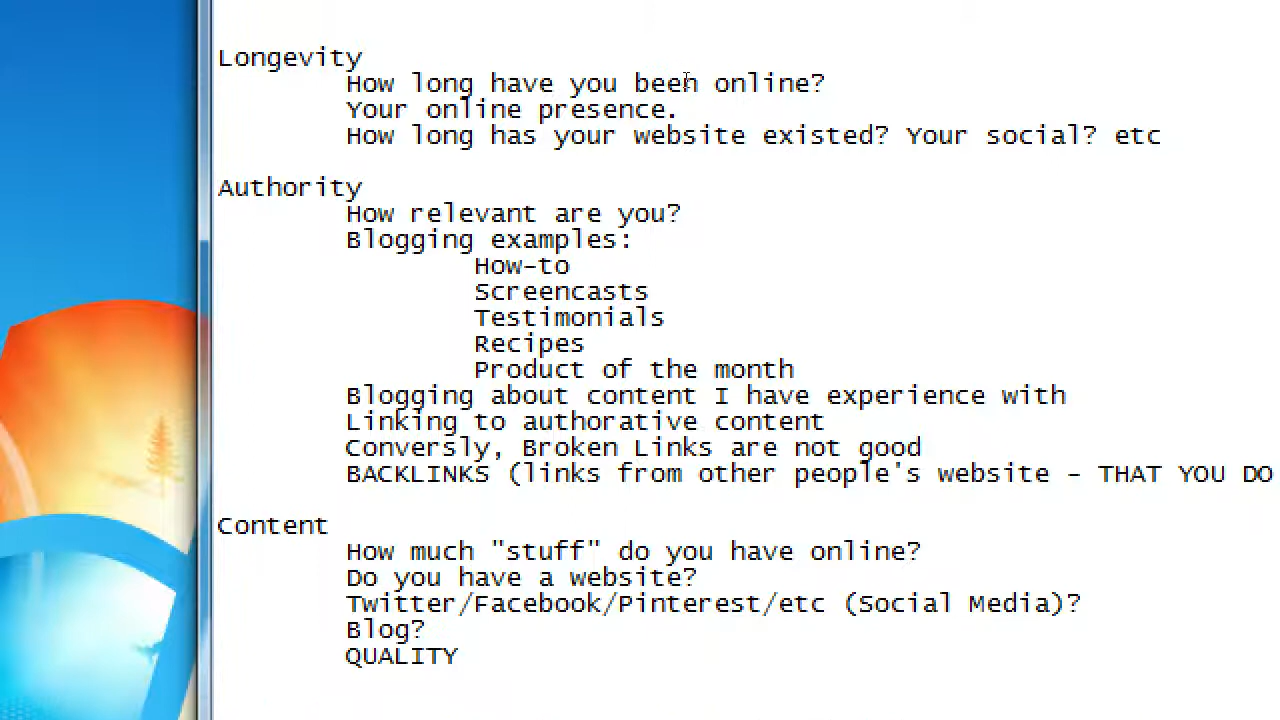 Longevity
How long have you been online?
Your online presence.
How long has your website existed? Your social? etc
Authority
How relevant are you?
Blogging examples:
How-to
Screencasts
Testimonials
Recipes
Product of the month
Blogging about content I have experience with
Linking to authorative content
Conversly, Broken Links are not good
BACKLINKS (links from other people's website - THAT YOU DO
Content
How much "stuff" do you have online?
Do you have a website?
Twitter/Facebook/Pinterest/etc (Social Media)?
Blog?
QUALITY